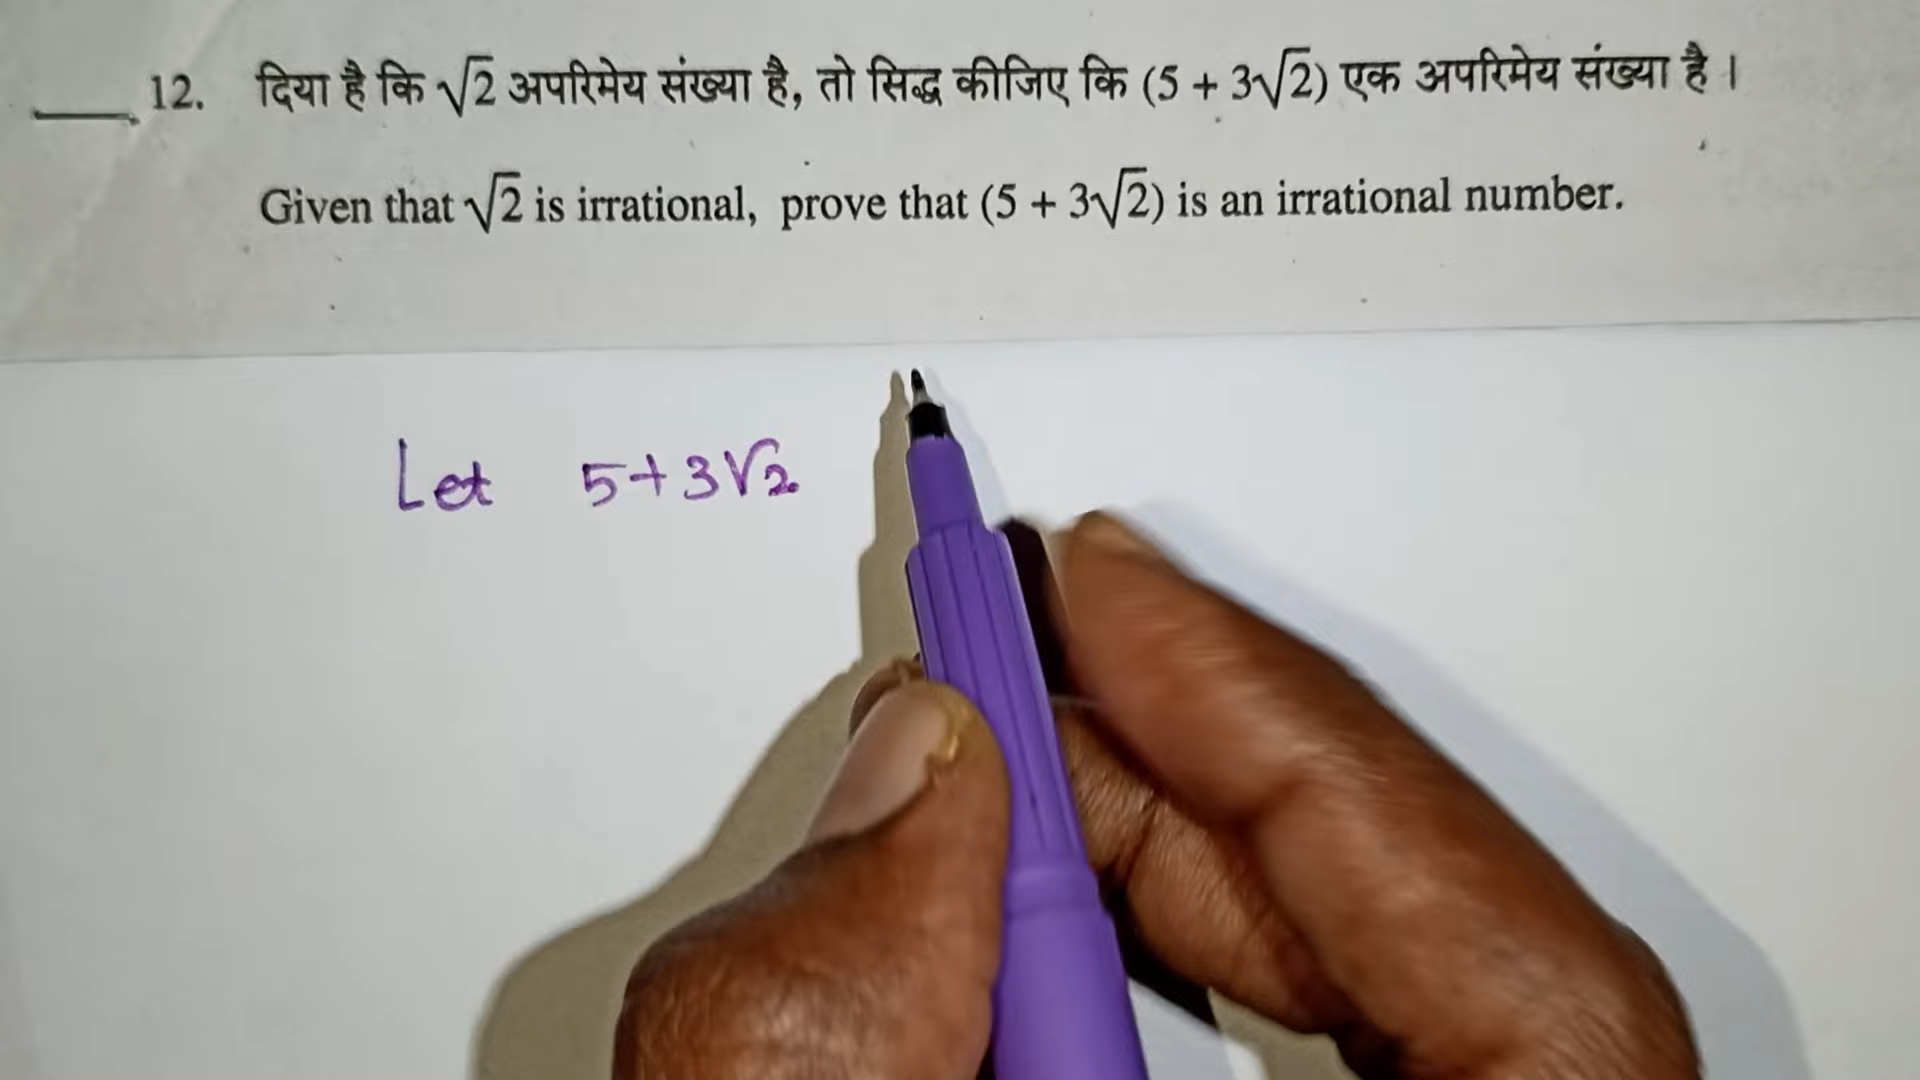 12. दिया है कि √2 अपरिमेय संख्या है, तो सिद्ध कीजिए कि (5 + 3√2) एक अपरिमेय संख्या है ।
Given that √2 is irrational, prove that (5 + 3√2) is an irrational number.
Let 5+3√2